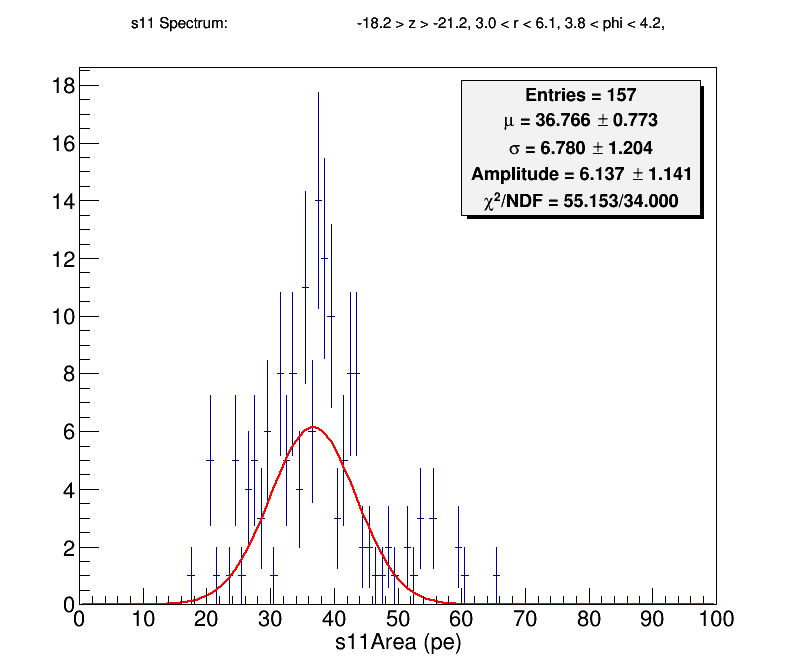 s11 Spectrum: -18.2 > z > -21.2, 3.0 < r < 6.1, 3.8 < phi < 4.2,
Entries = 157
μ = 36.766 ± 0.773
σ = 6.780 ± 1.204
Amplitude = 6.137 ± 1.141
χ²/NDF = 55.153/34.000
18
16
14
12
10
8
6
4
2
0
0 10 20 30 40 50 60 70 80 90 100
s11Area (pe)